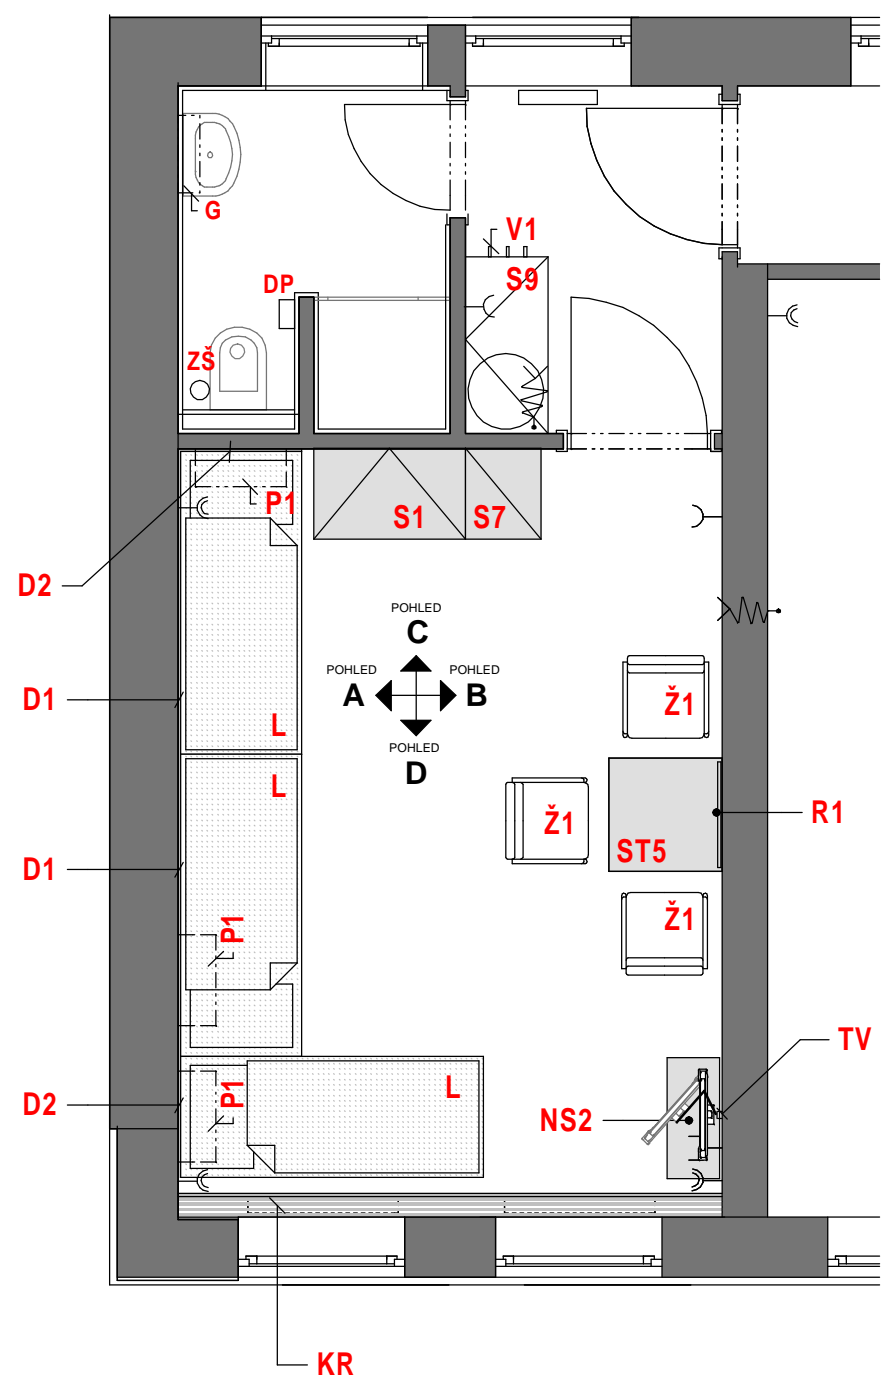 G
V1
S9
DP
ZŠ
P1
S1
S7
D2
POHLED
C
POHLED
A
POHLED
B
POHLED
D
D1
L
Ž1
L
Ž1
R1
ST5
D1
P1
Ž1
TV
D2
P1
L
NS2
KR